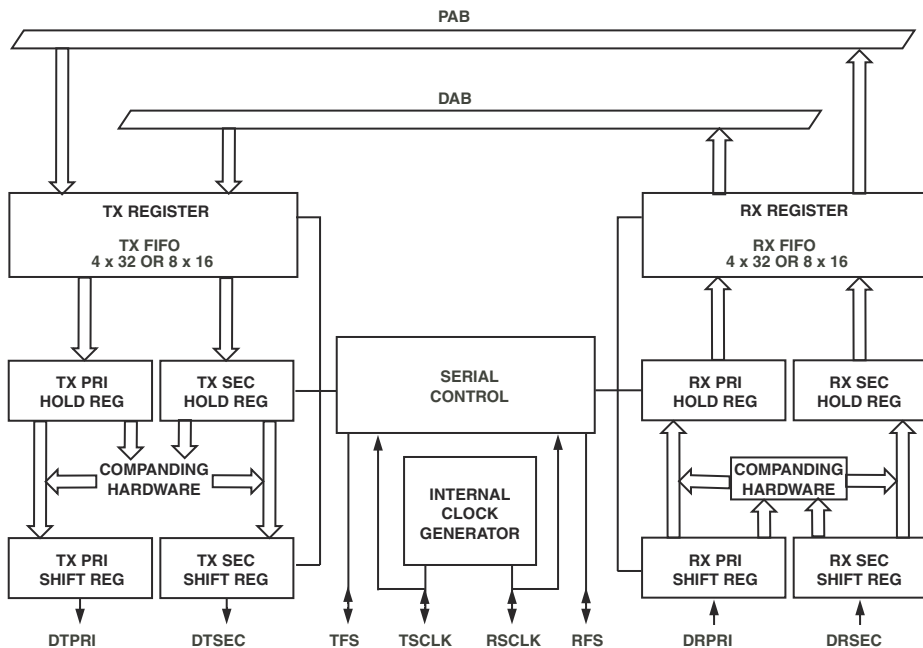 PAB
DAB
TX REGISTER
TX FIFO
4 x 32 OR 8 x 16
RX REGISTER
RX FIFO
4 x 32 OR 8 x 16
TX PRI
HOLD REG
TX SEC
HOLD REG
SERIAL
CONTROL
RX PRI
HOLD REG
RX SEC
HOLD REG
COMPANDING
HARDWARE
INTERNAL
CLOCK
GENERATOR
COMPANDING
HARDWARE
TX PRI
SHIFT REG
TX SEC
SHIFT REG
RX PRI
SHIFT REG
RX SEC
SHIFT REG
DTPRI
DTSEC
TFS
TSCLK
RSCLK
RFS
DRPRI
DRSEC